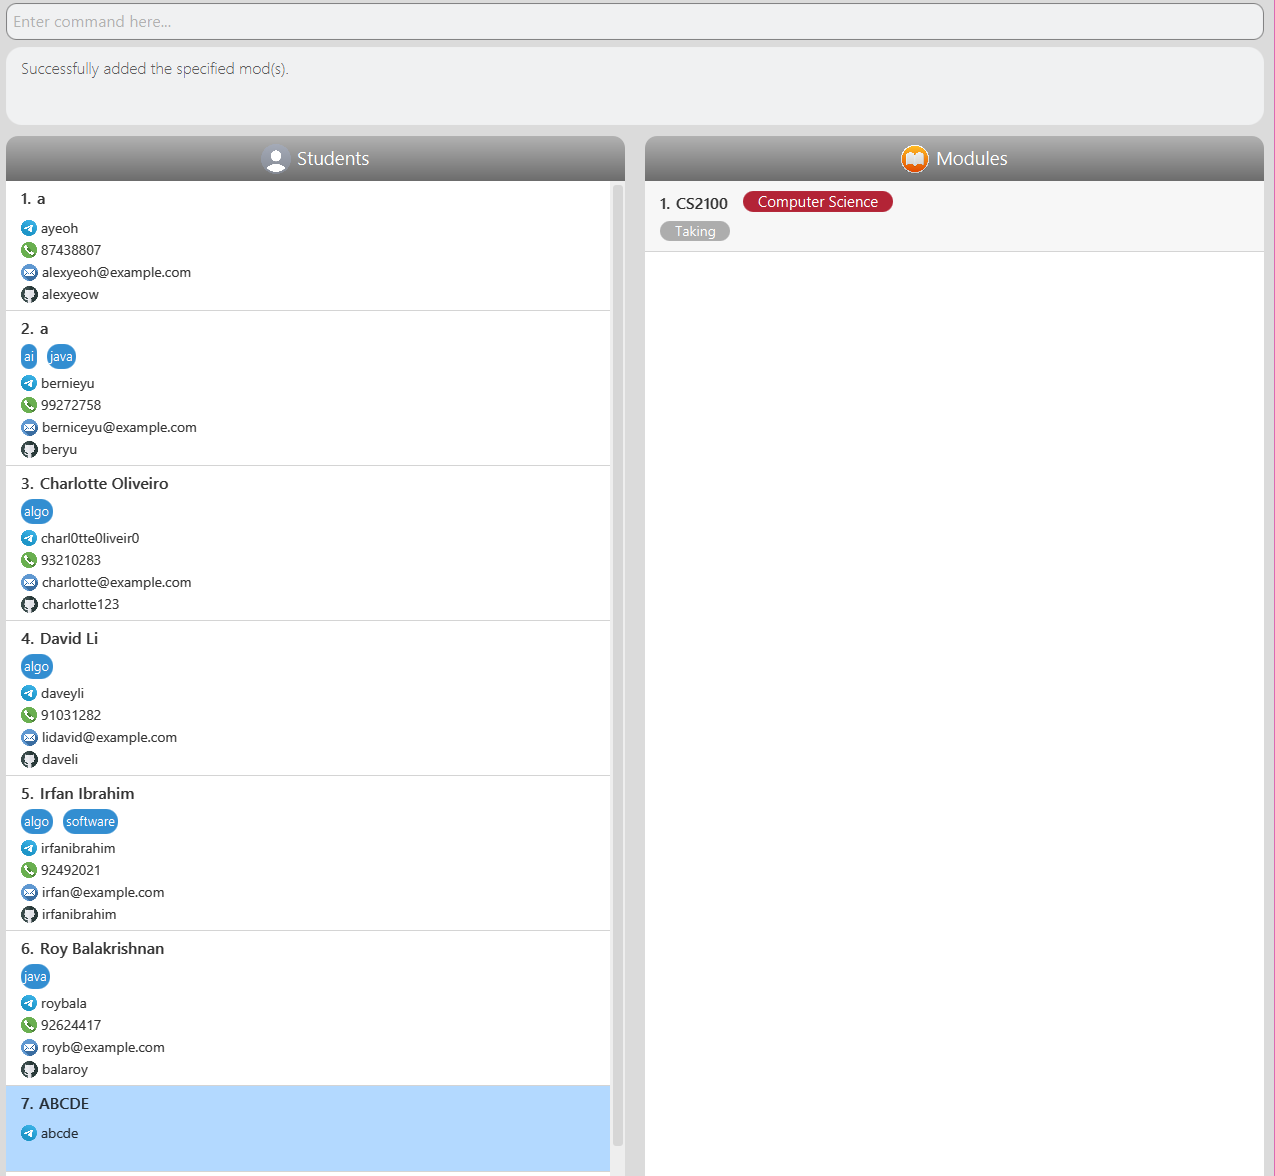 Enter command here...
Successfully added the specified mod(s).
Students
1. a
ayeoh
87438807
alexyeoh@example.com
alexyeow
2. a
ai java
bernieyu
99272758
berniceyu@example.com
beryu
3. Charlotte Oliveiro
algo
charl0tte0liveir0
93210283
charlotte@example.com
charlotte123
4. David Li
algo
daveyli
91031282
lidavid@example.com
daveli
5. Irfan Ibrahim
algo software
irfanibrahim
92492021
irfan@example.com
irfanibrahim
6. Roy Balakrishnan
java
roybala
92624417
royb@example.com
balaroy
7. ABCDE
abcde
Modules
1. CS2100 Computer Science
Taking